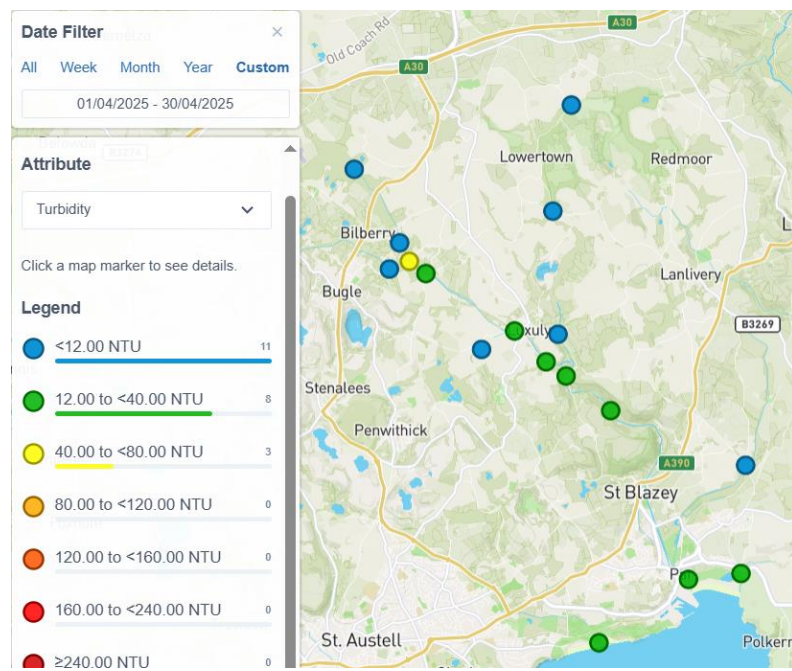 Date Filter
×
All Week Month Year Custom
01/04/2025 - 30/04/2025
Attribute
Turbidity
Click a map marker to see details.
Legend
<12.00 NTU 11
12.00 to <40.00 NTU 8
40.00 to <80.00 NTU 3
80.00 to <120.00 NTU 0
120.00 to <160.00 NTU 0
160.00 to <240.00 NTU 0
≥240.00 NTU 0
A30
Old Coach Rd
A30
Lowertown
Redmoor
Bilberry
Lanlivery
Bugle
B3269
xuly
Stenalees
Penwithick
A390
St Blazey
P
St. Austell
Polkerr
B3274